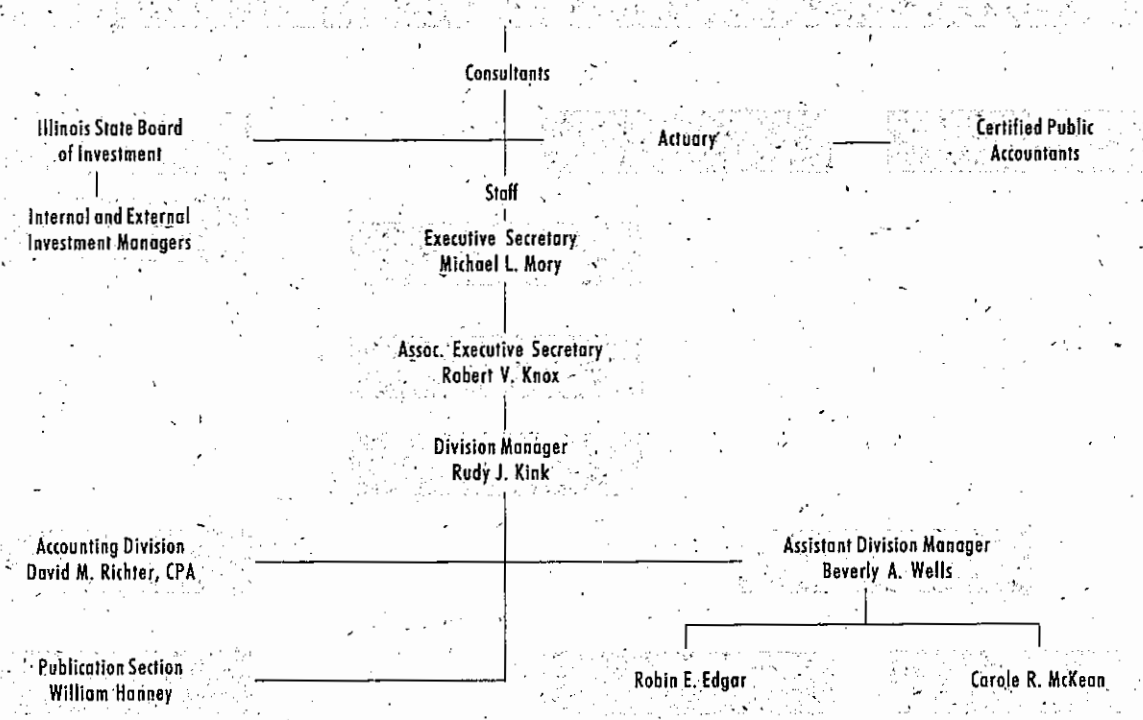 Consultants
Illinois State Board
of Investment
Actuary
Certified Public
Accountants
Internal and External
Investment Managers
Staff
Executive Secretary
Michael L. Mory
Assoc. Executive Secretary
Robert V. Knox
Division Manager
Rudy J. Kink
Accounting Division
David M. Richter, CPA
Assistant Division Manager
Beverly A. Wells
Publication Section
William Hanney
Robin E. Edgar
Carole R. McKean